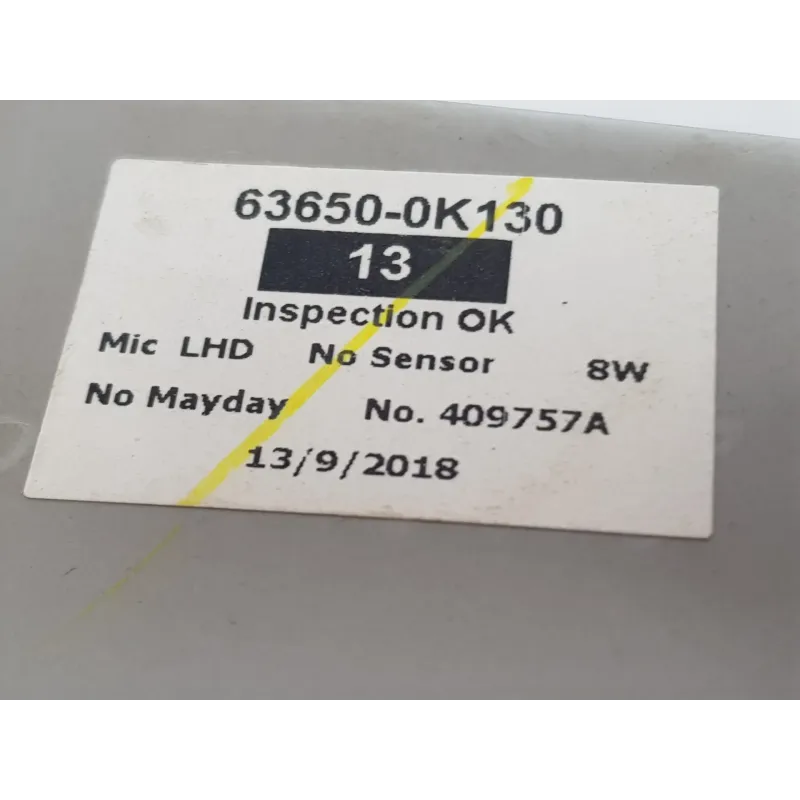 63650-0K130
13
Inspection OK
Mic LHD No Sensor 8W
No Mayday No. 409757A
13/9/2018